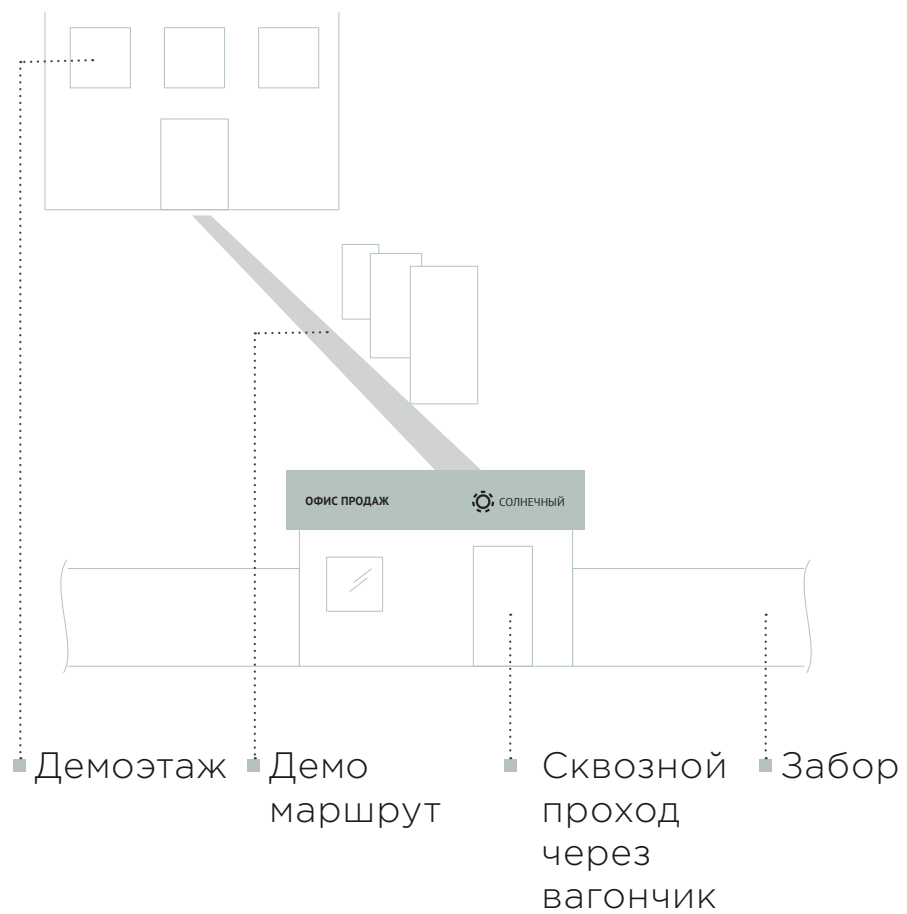 ОФИС ПРОДАЖ
СОЛНЕЧНЫЙ
Демоэтаж
Демо
маршрут
Сквозной
проход
через
вагончик
Забор